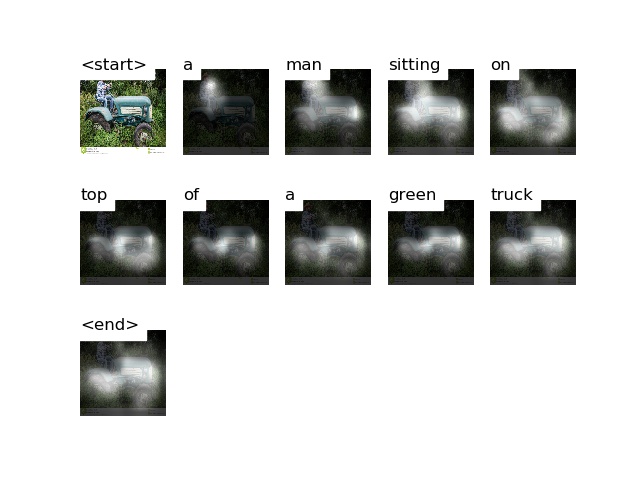 <start> a man sitting on
top of a green truck
<end>